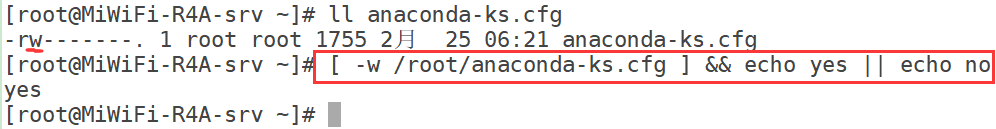 [root@MiWiFi-R4A-srv ~]# ll anaconda-ks.cfg
-rw-------. 1 root root 1755 2月  25 06:21 anaconda-ks.cfg
[root@MiWiFi-R4A-srv ~]# [ -w /root/anaconda-ks.cfg ] && echo yes || echo no
yes
[root@MiWiFi-R4A-srv ~]#